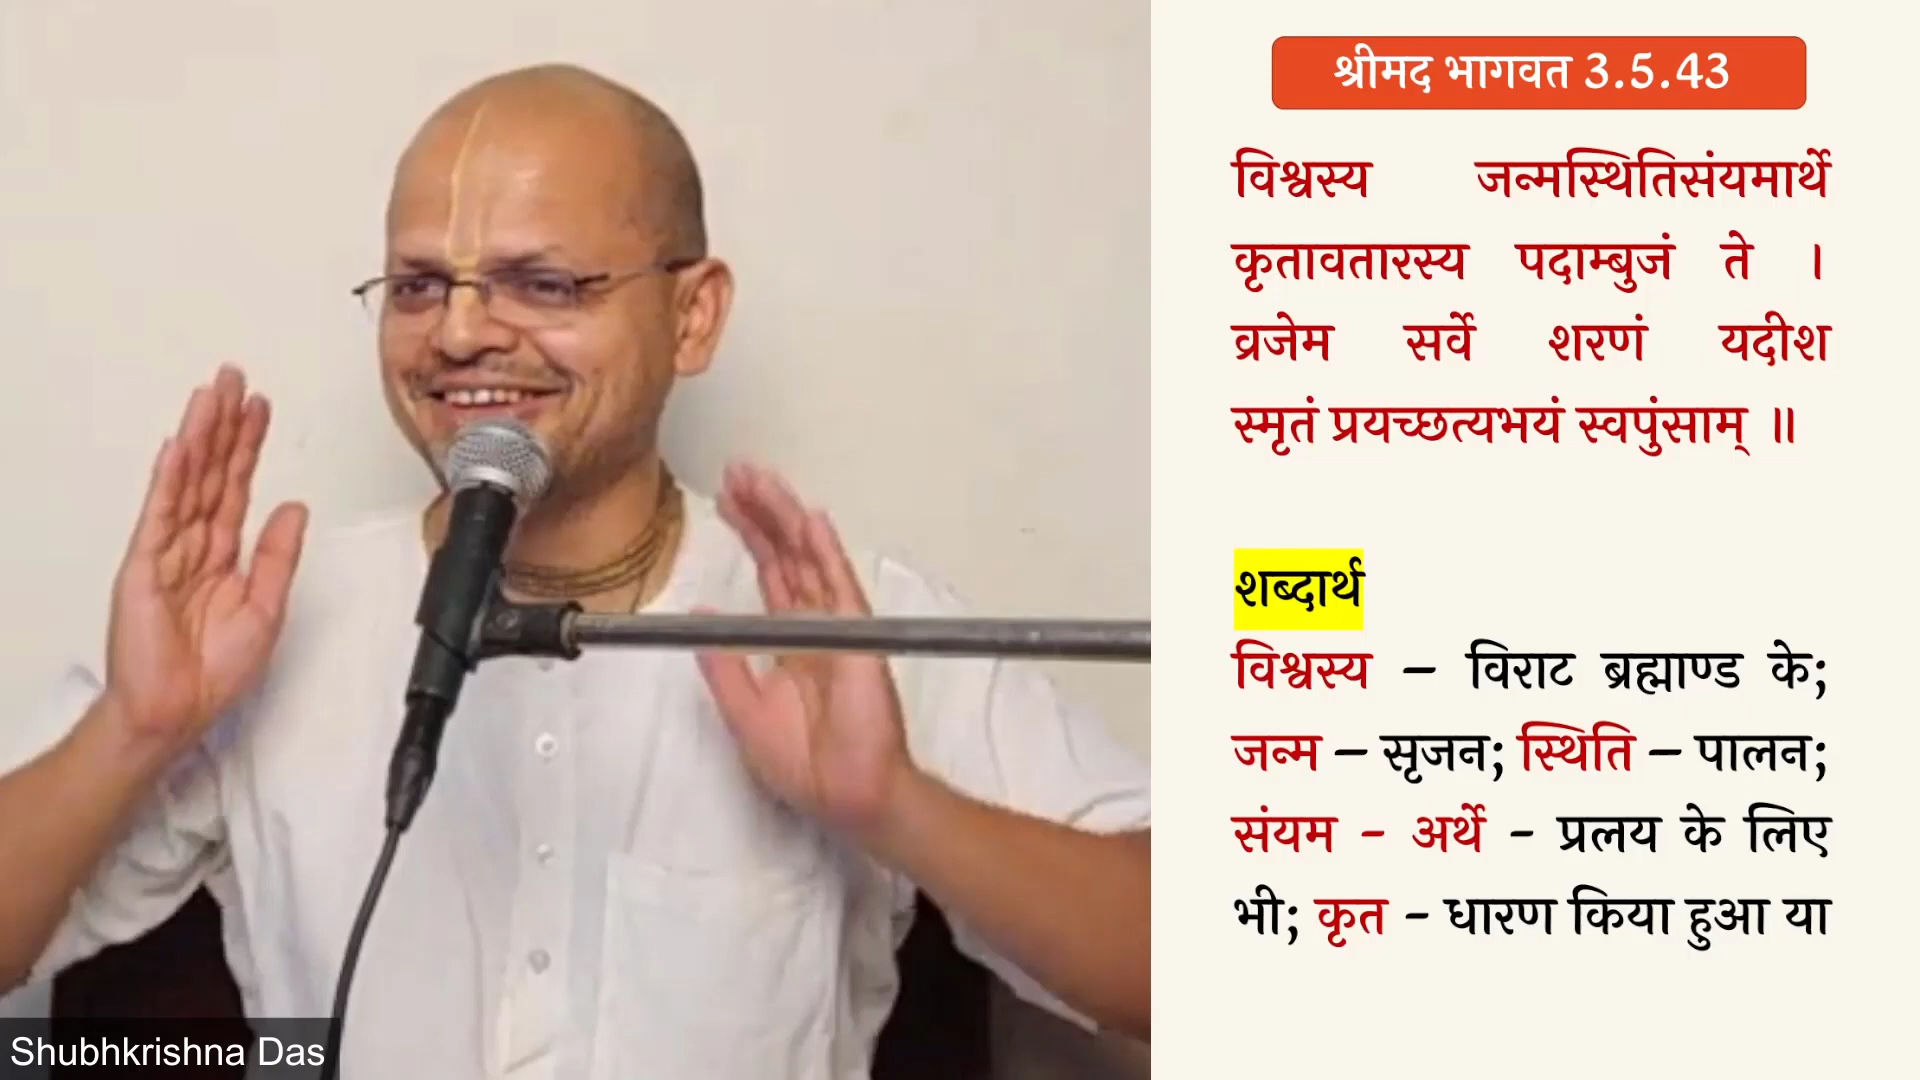 श्रीमद भागवत 3.5.43
विश्वस्य जन्मस्थितिसंयमार्थे
कृतावतारस्य पदाम्बुजं ते ।
व्रजेम सर्वे शरणं यदीश
स्मृतं प्रयच्छत्यभयं स्वपुंसाम् ॥
शब्दार्थ
विश्वस्य – विराट ब्रह्माण्ड के;
जन्म – सृजन; स्थिति – पालन;
संयम - अर्थे - प्रलय के लिए
भी; कृत - धारण किया हुआ या
Shubhkrishna Das